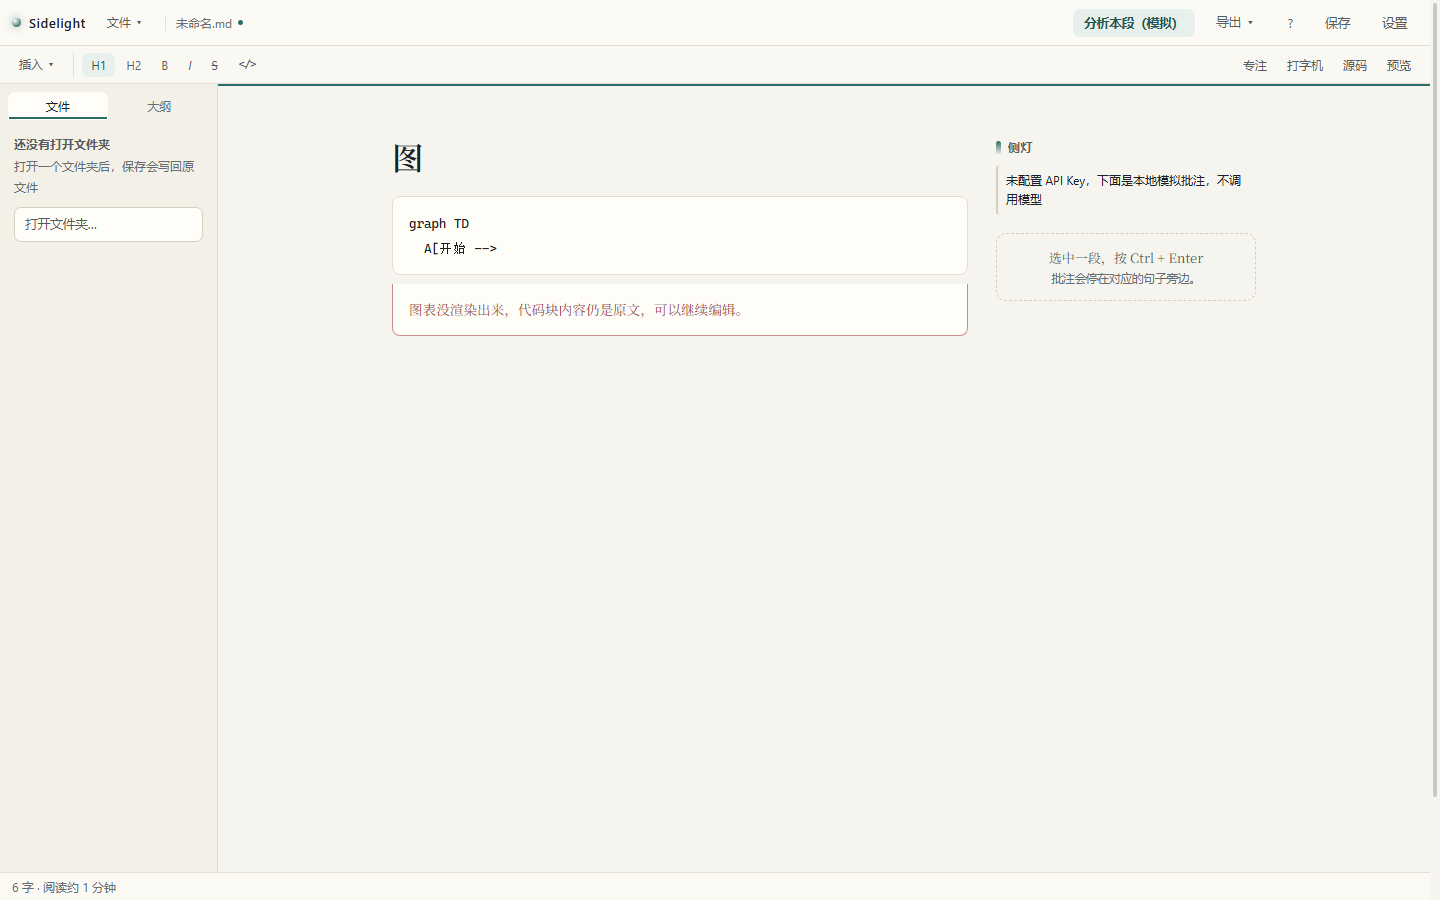 Sidelight 文件 未命名.md 分析本段（模拟） 导出 ? 保存 设置
插入 H1 H2 B I S </> 专注 打字机 源码 预览
文件 大纲
还没有打开文件夹
打开一个文件夹后，保存会写回原
文件
打开文件夹...
图
graph TD
A[开始 -->
图表没渲染出来，代码块内容仍是原文，可以继续编辑。
侧灯
未配置 API Key，下面是本地模拟批注，不调
用模型
选中一段，按 Ctrl + Enter
批注会停在对应的句子旁边。
6 字 · 阅读约 1 分钟